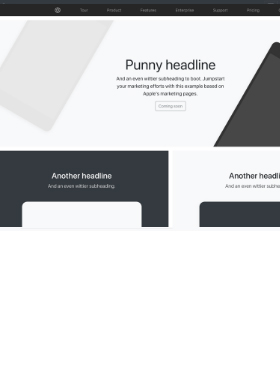 Tour Product Features Enterprise Support Pricing
Punny headline
And an even wittier subheading to boot. Jumpstart
your marketing efforts with this example based on
Apple's marketing pages.
Coming soon
Another headline
And an even wittier subheading.
Another headli
And an even wittier subhe